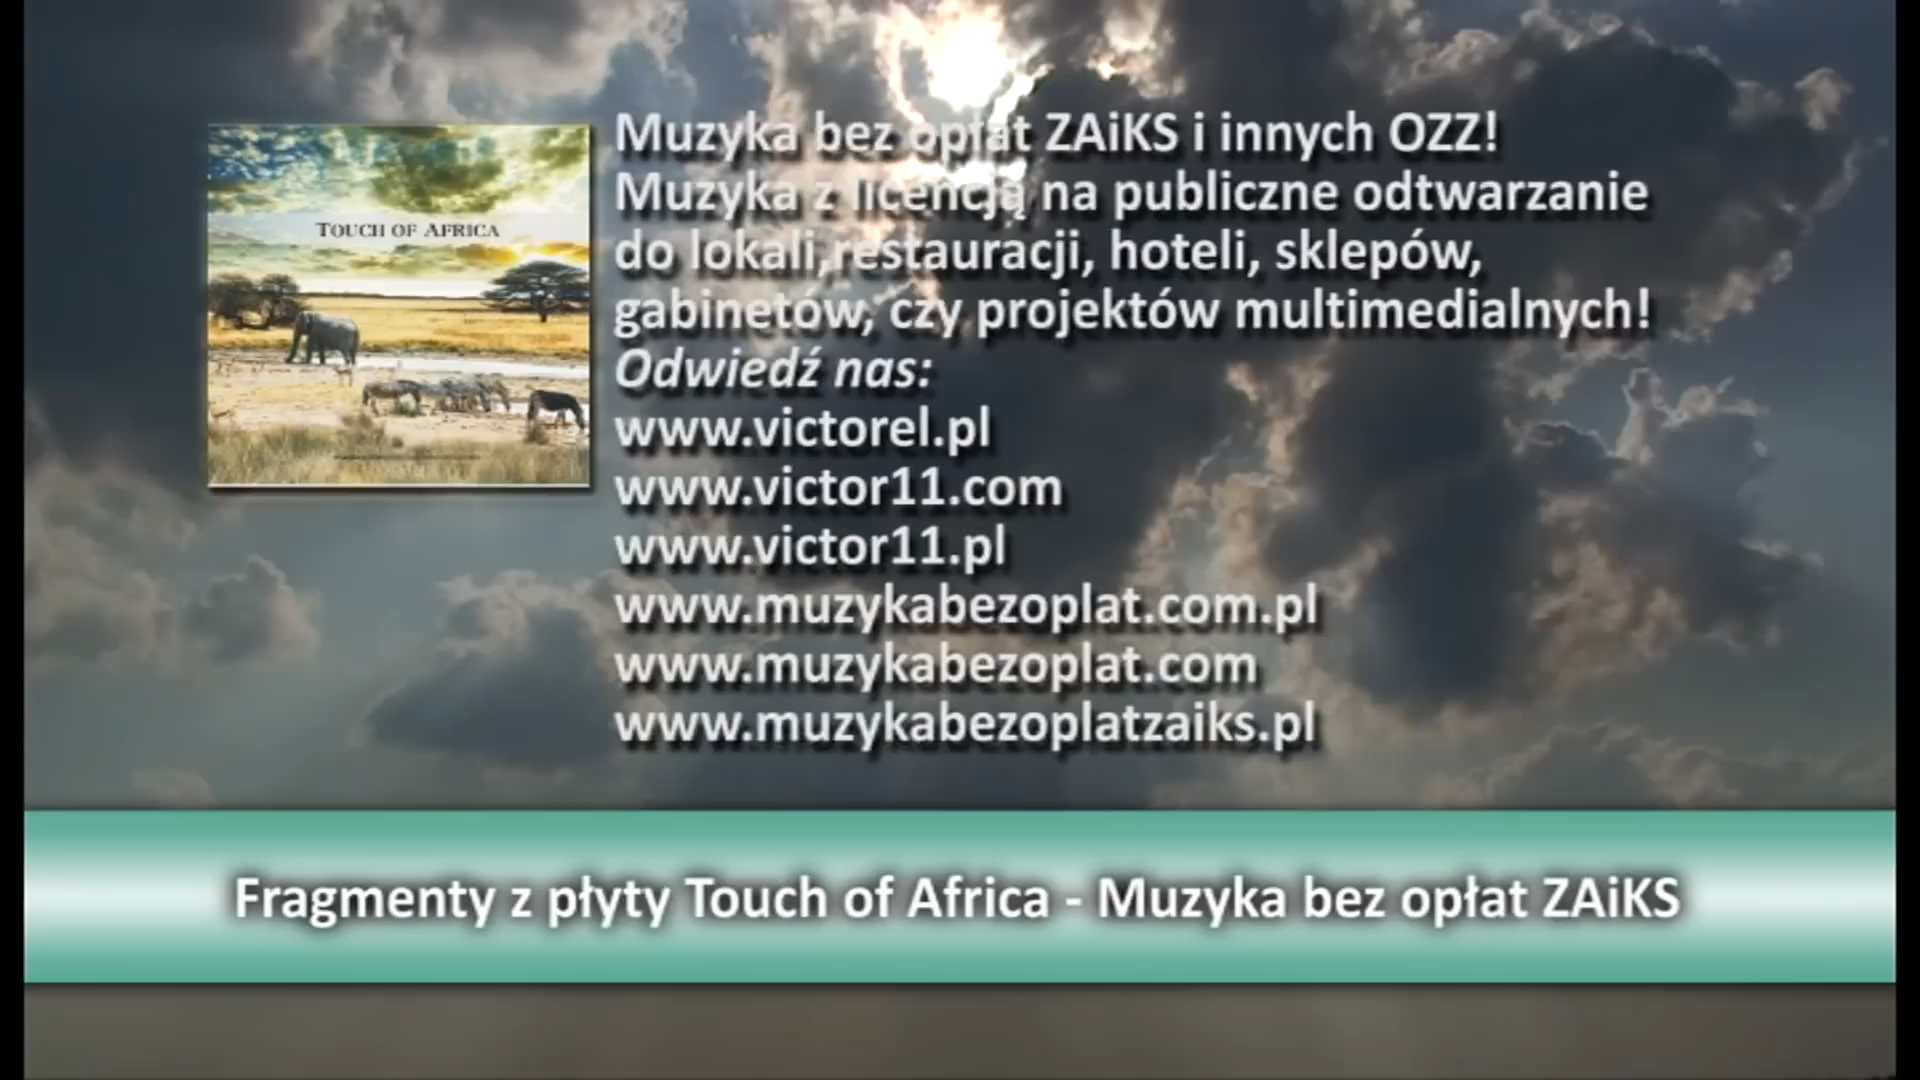 TOUCH OF AFRICA
Muzyka bez opłat ZAiKS i innych OZZ!
Muzyka z licencją na publiczne odtwarzanie
do lokali,restauracji, hoteli, sklepów,
gabinetów, czy projektów multimedialnych!
Odwiedź nas:
www.victorel.pl
www.victor11.com
www.victor11.pl
www.muzykabezoplat.com.pl
www.muzykabezoplat.com
www.muzykabezoplatzaiks.pl
Fragmenty z płyty Touch of Africa - Muzyka bez opłat ZAiKS